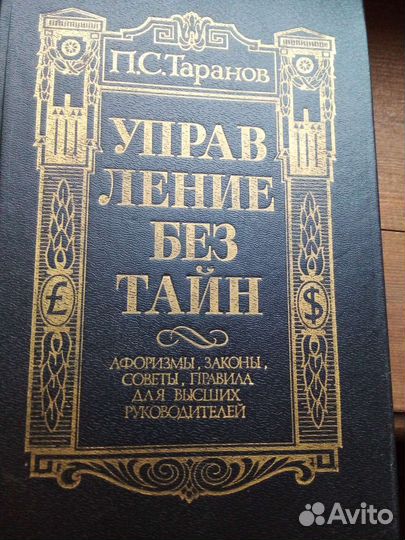 П.С.Таранов
УПРАВ
ЛЕНИЕ
БЕЗ
ТАЙН
£
$
АФОРИЗМЫ, ЗАКОНЫ,
СОВЕТЫ, ПРАВИЛА
ДЛЯ ВЫСШИХ
РУКОВОДИТЕЛЕЙ
Avito